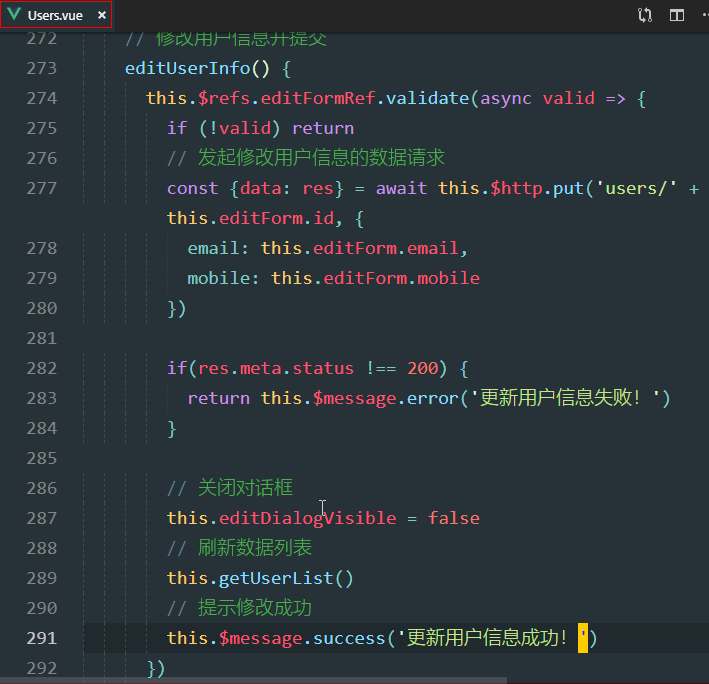 Users.vue
272 // 修改用户信息并提交
273 editUserInfo() {
274 this.$refs.editFormRef.validate(async valid => {
275 if (!valid) return
276 // 发起修改用户信息的数据请求
277 const {data: res} = await this.$http.put('users/' +
this.editForm.id, {
278 email: this.editForm.email,
279 mobile: this.editForm.mobile
280 })
281
282 if(res.meta.status !== 200) {
283 return this.$message.error('更新用户信息失败！')
284 }
285
286 // 关闭对话框
287 this.editDialogVisible = false
288 // 刷新数据列表
289 this.getUserList()
290 // 提示修改成功
291 this.$message.success('更新用户信息成功！')
292 })